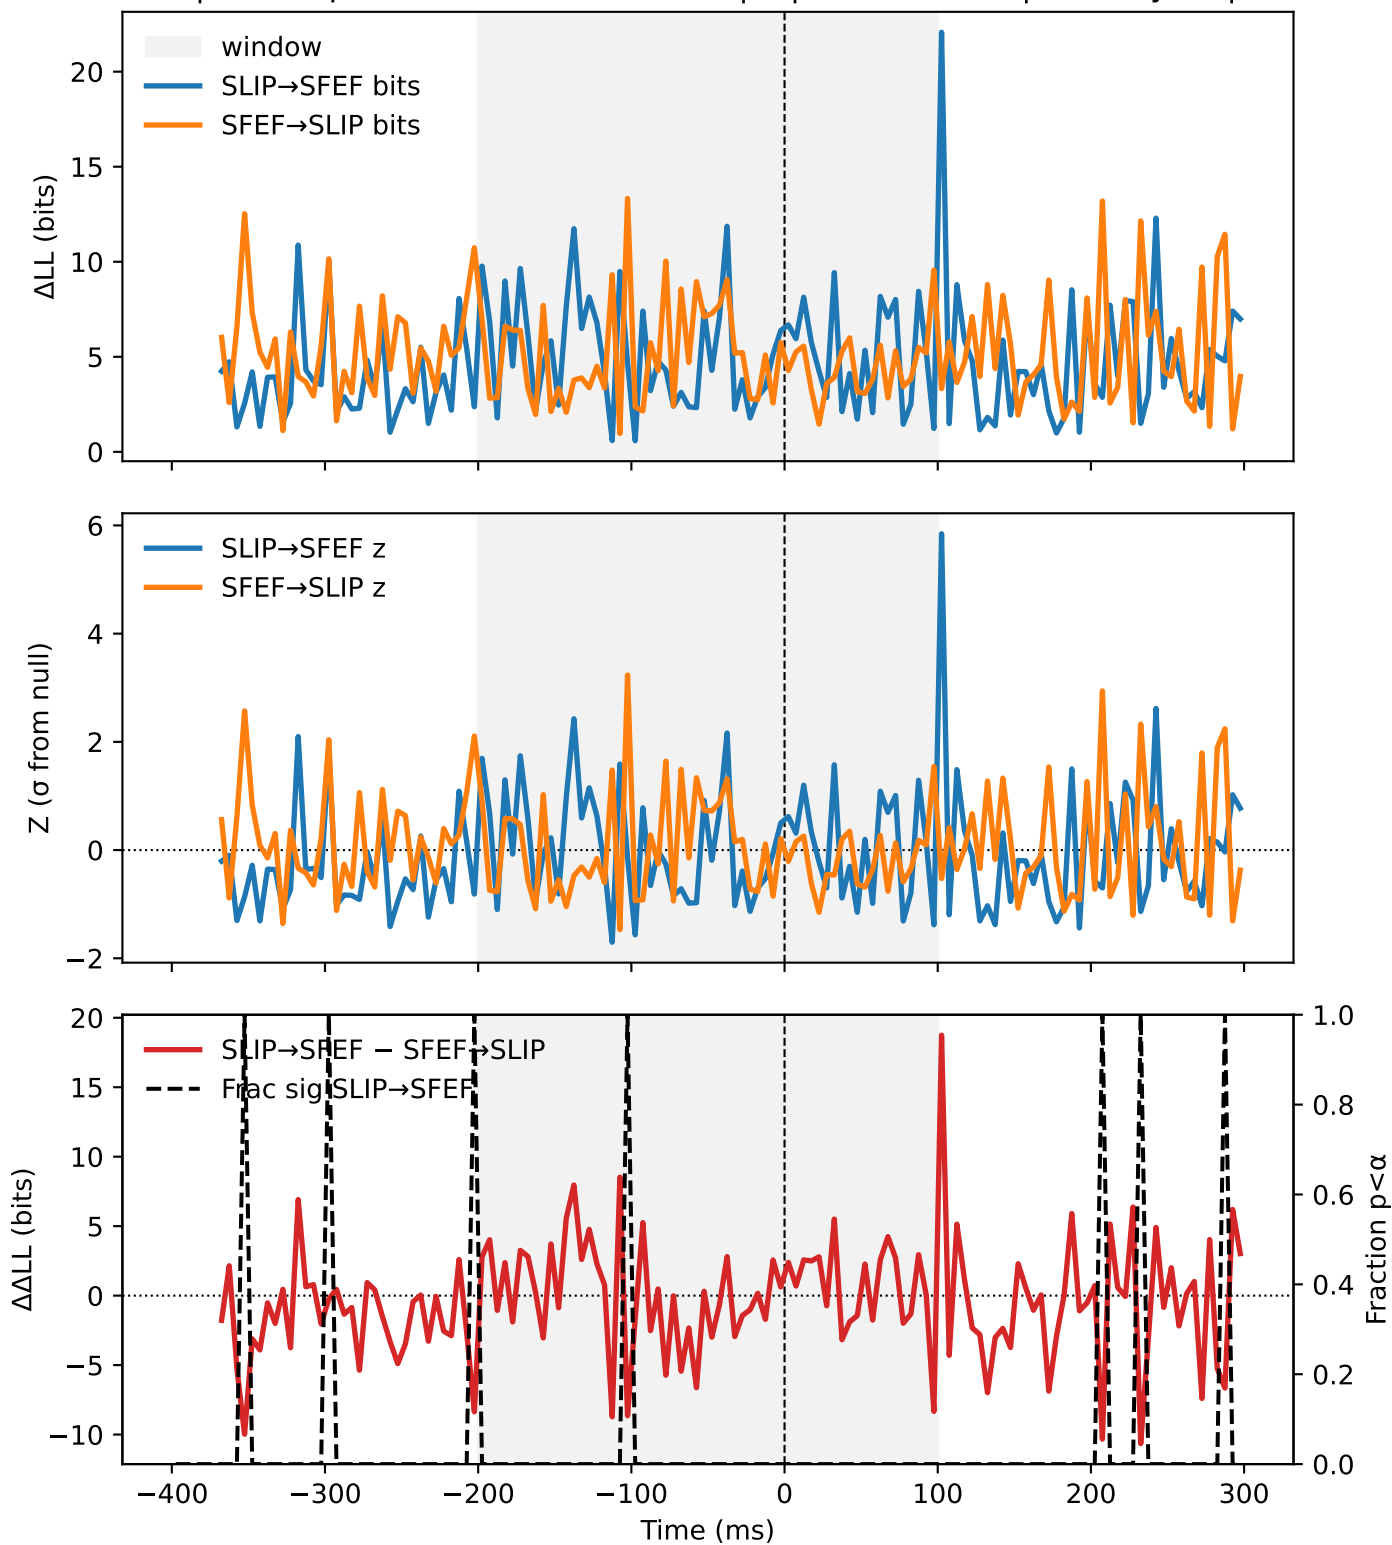 window
SLIP→SFEF bits
SFEF→SLIP bits
20
15
10
5
0
ΔLL (bits)
SLIP→SFEF z
SFEF→SLIP z
6
4
2
0
−2
Z (σ from null)
SLIP→SFEF − SFEF→SLIP
Frac sig SLIP→SFEF
20
15
10
5
0
−5
−10
ΔΔLL (bits)
1.0
0.8
0.6
0.4
0.2
0.0
Fraction p<α
−400 −300 −200 −100 0 100 200 300
Time (ms)